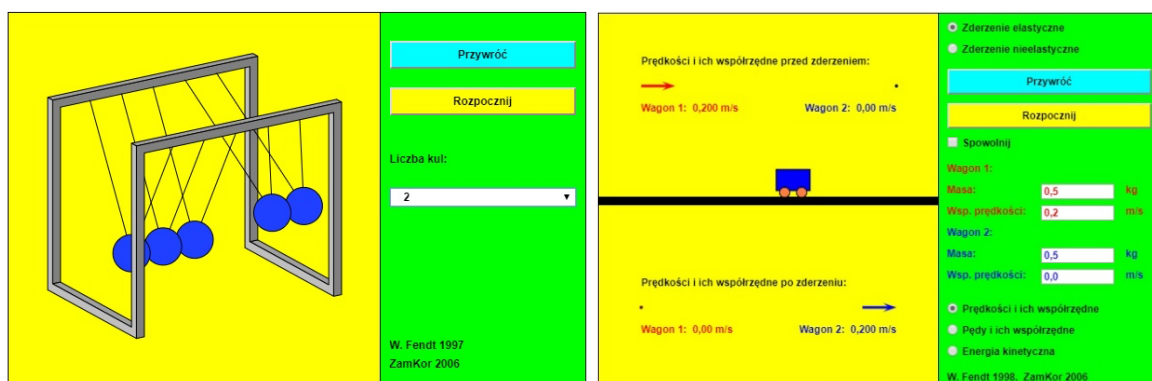 Przywróć
Rozpocznij
Liczba kul:
2
W. Fendt 1997
ZamKor 2006
Prędkości i ich współrzędne przed zderzeniem:
Wagon 1: 0,200 m/s
Wagon 2: 0,00 m/s
Prędkości i ich współrzędne po zderzeniu:
Wagon 1: 0,00 m/s
Wagon 2: 0,200 m/s
Zderzenie elastyczne
Zderzenie nieelastyczne
Przywróć
Rozpocznij
Spowolnij
Wagon 1:
Masa: 0,5 kg
Wsp. prędkości: 0,2 m/s
Wagon 2:
Masa: 0,5 kg
Wsp. prędkości: 0,0 m/s
Prędkości i ich współrzędne
Pędy i ich współrzędne
Energia kinetyczna
W. Fendt 1998, ZamKor 2006